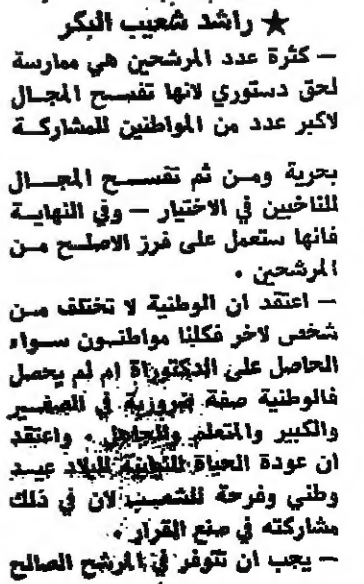 ★ راشد شعيب البكر
— كثرة عدد المرشحين هي ممارسة
لحق دستوري لانها تفسح المجال
لاكبر عدد من المواطنين للمشاركة
بحرية ومن ثم تفسح المجال
للناخبين في الاختيار — وفي النهاية
فانها ستعمل على فرز الاصلح من
المرشحين .
— اعتقد ان الوطنية لا تختلف من
شخص لاخر فكلنا مواطنون سواء
الحاصل على الدكتوراة ام لم يحصل
فالوطنية صفة ضرورية في الصغير
والكبير والمتعلم والجاهل . واعتقد
ان عودة الحياة النيابية للبلاد عيد
وطني وفرحة للشعب لان في ذلك
مشاركته في صنع القرار .
— يجب ان تتوفر في المرشح الصالح